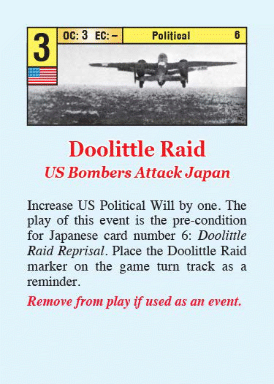 3
OC: 3 EC: –
Political
6
Doolittle Raid
US Bombers Attack Japan
Increase US Political Will by one. The
play of this event is the pre-condition
for Japanese card number 6: Doolittle
Raid Reprisal. Place the Doolittle Raid
marker on the game turn track as a
reminder.
Remove from play if used as an event.